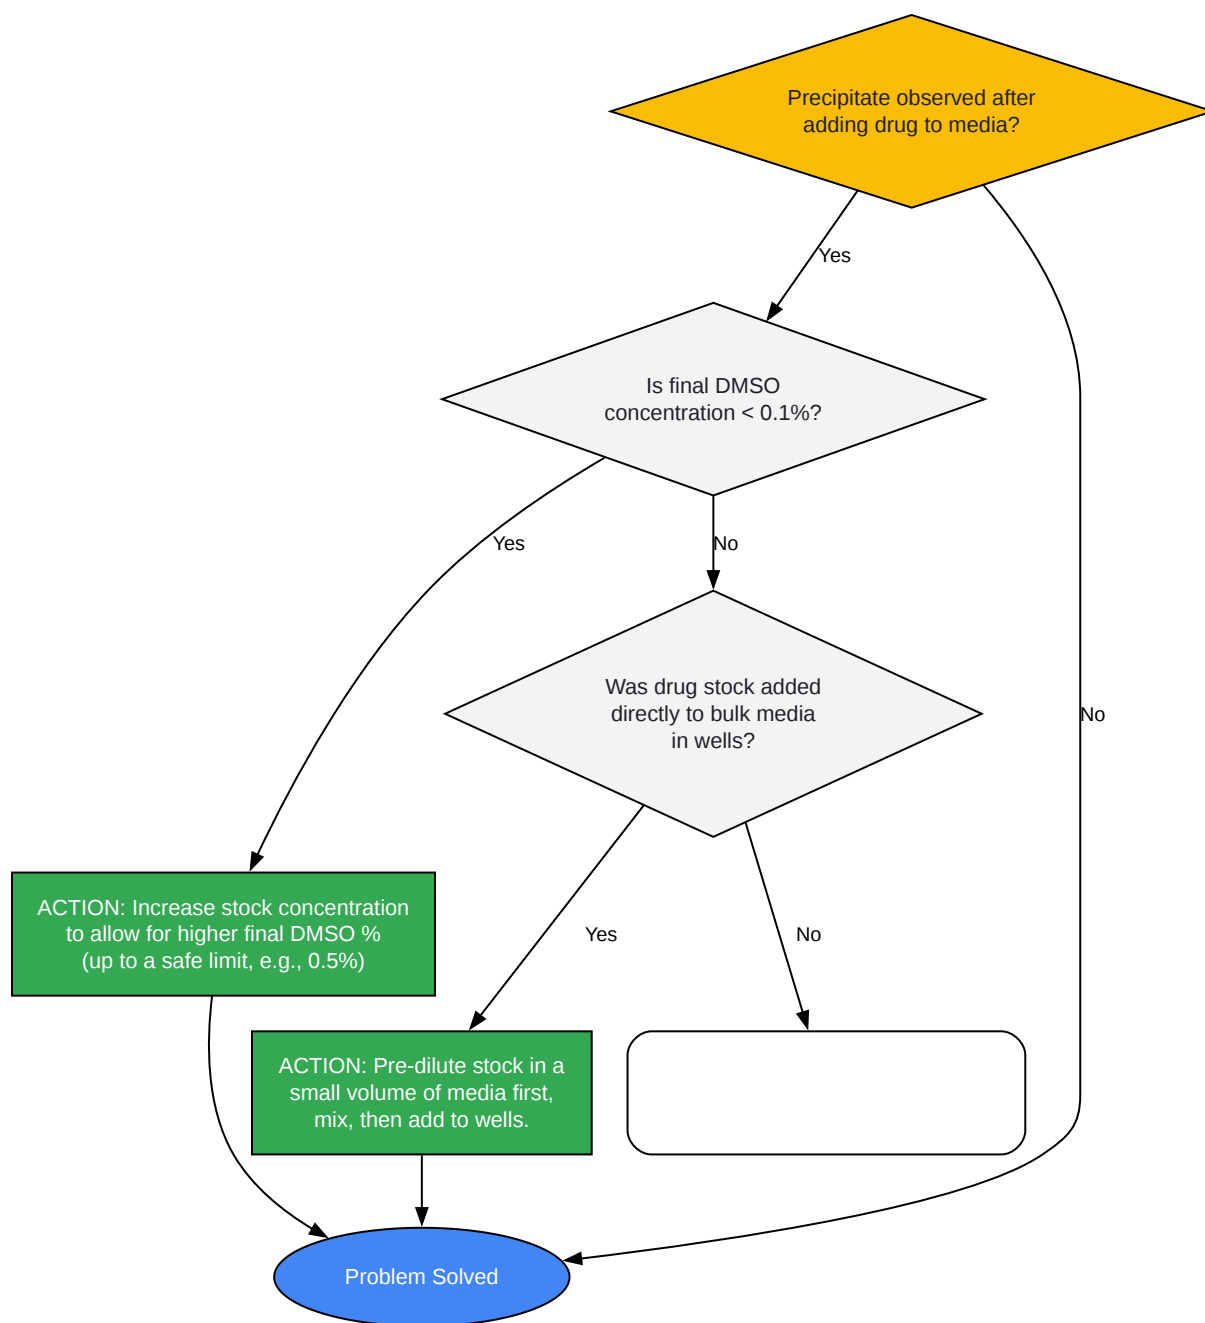 Precipitate observed after
adding drug to media?
Yes
Is final DMSO
concentration < 0.1%?
Yes
No
Was drug stock added
directly to bulk media
in wells?
No
Yes
No
ACTION: Increase stock concentration
to allow for higher final DMSO %
(up to a safe limit, e.g., 0.5%)
ACTION: Pre-dilute stock in a
small volume of media first,
mix, then add to wells.
Problem Solved